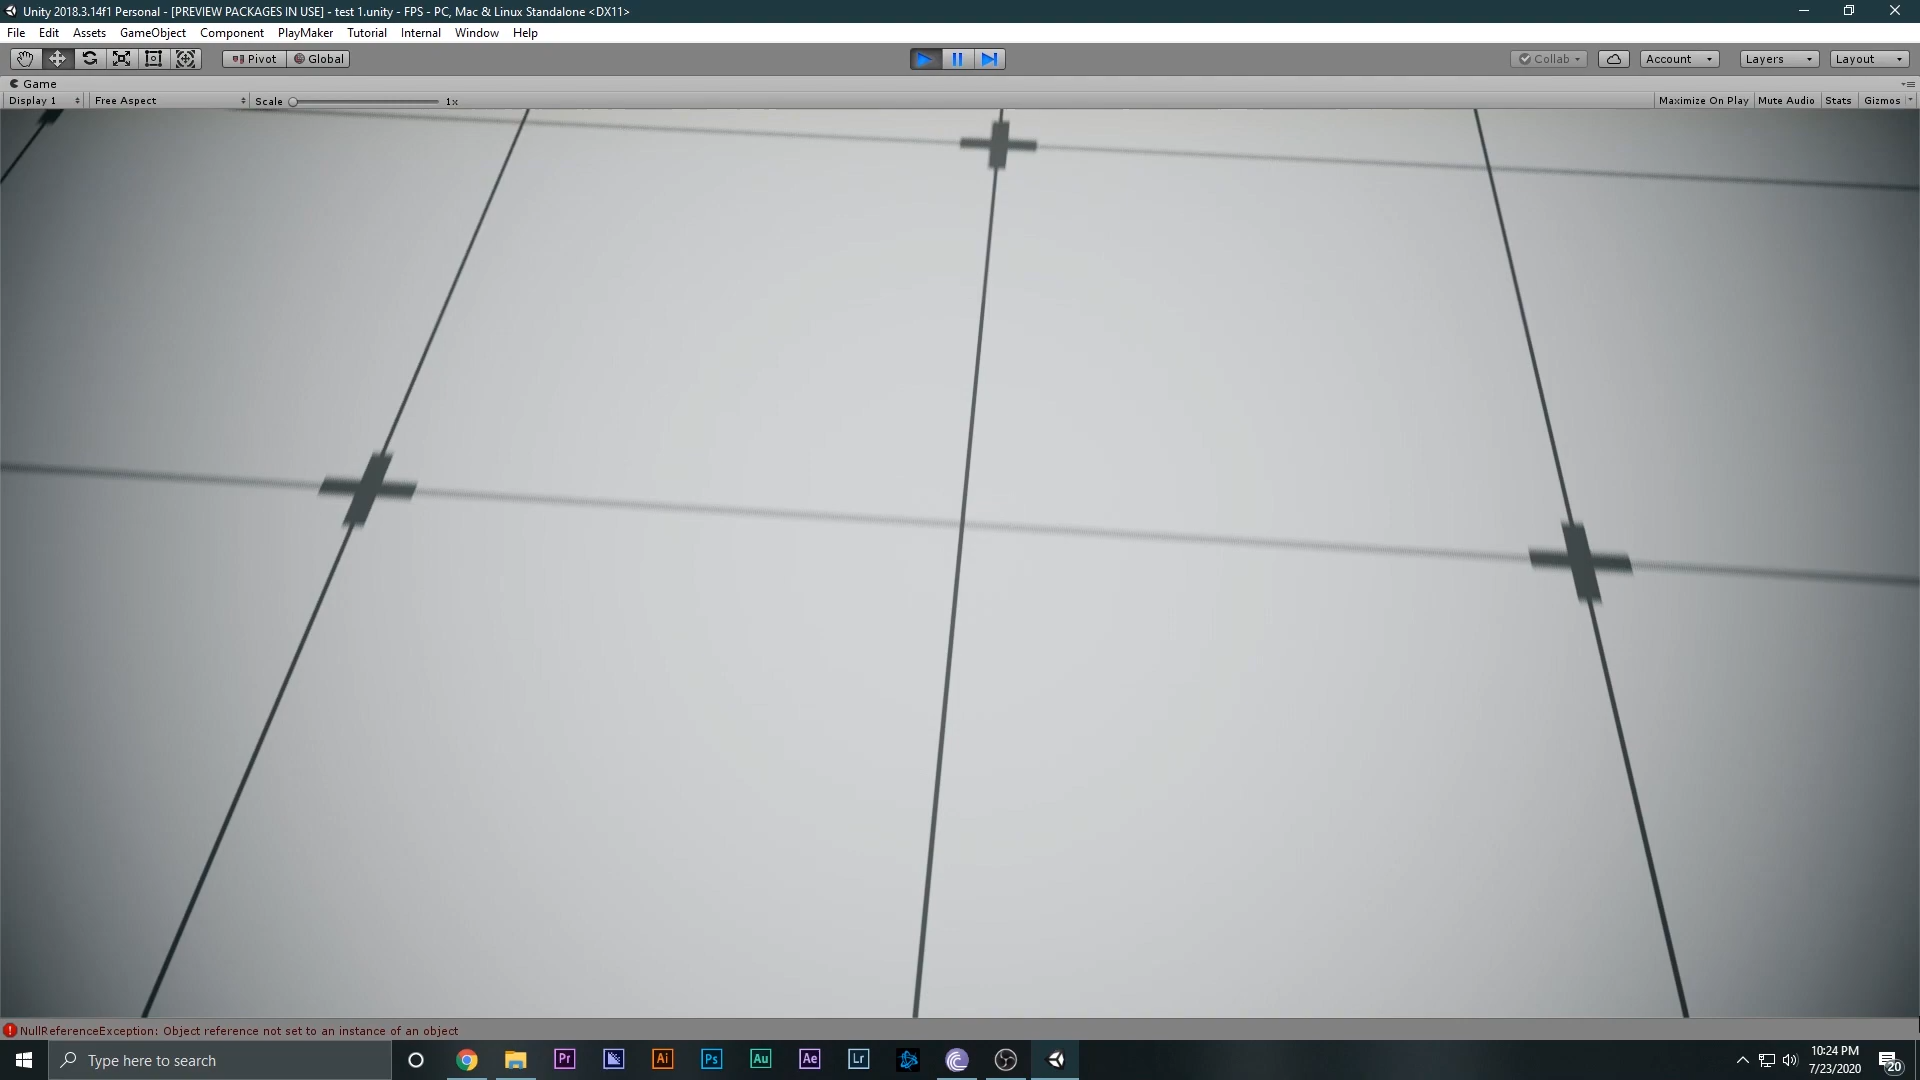 Unity 2018.3.14f1 Personal - [PREVIEW PACKAGES IN USE] - test 1.unity - FPS - PC, Mac & Linux Standalone <DX11>
File Edit Assets GameObject Component PlayMaker Tutorial Internal Window Help
Pivot Global Collab Account Layers Layout
Game
Display 1 Free Aspect Scale 1x Maximize On Play Mute Audio Stats Gizmos
NullReferenceException: Object reference not set to an instance of an object
Type here to search Pr Ai Ps Au Ae Lr 10:24 PM
7/23/2020 20